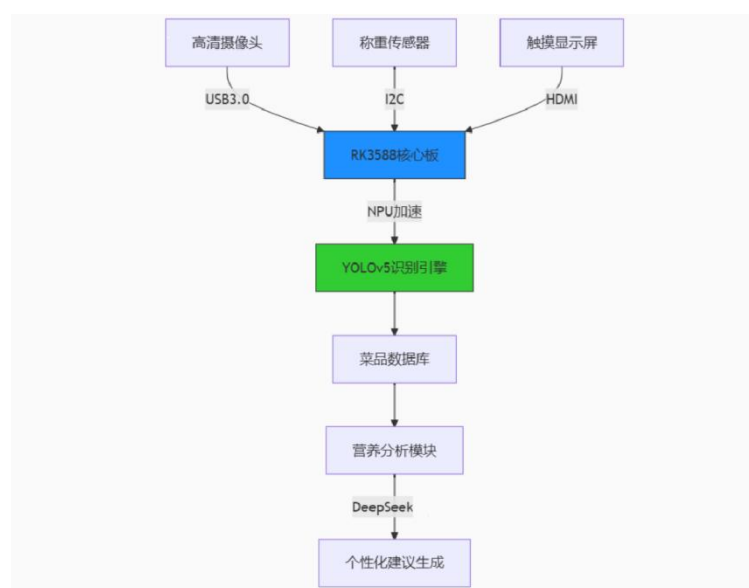 高清摄像头
称重传感器
触摸显示屏
USB3.0
I2C
HDMI
RK3588核心板
NPU加速
YOLOv5识别引擎
菜品数据库
营养分析模块
DeepSeek
个性化建议生成